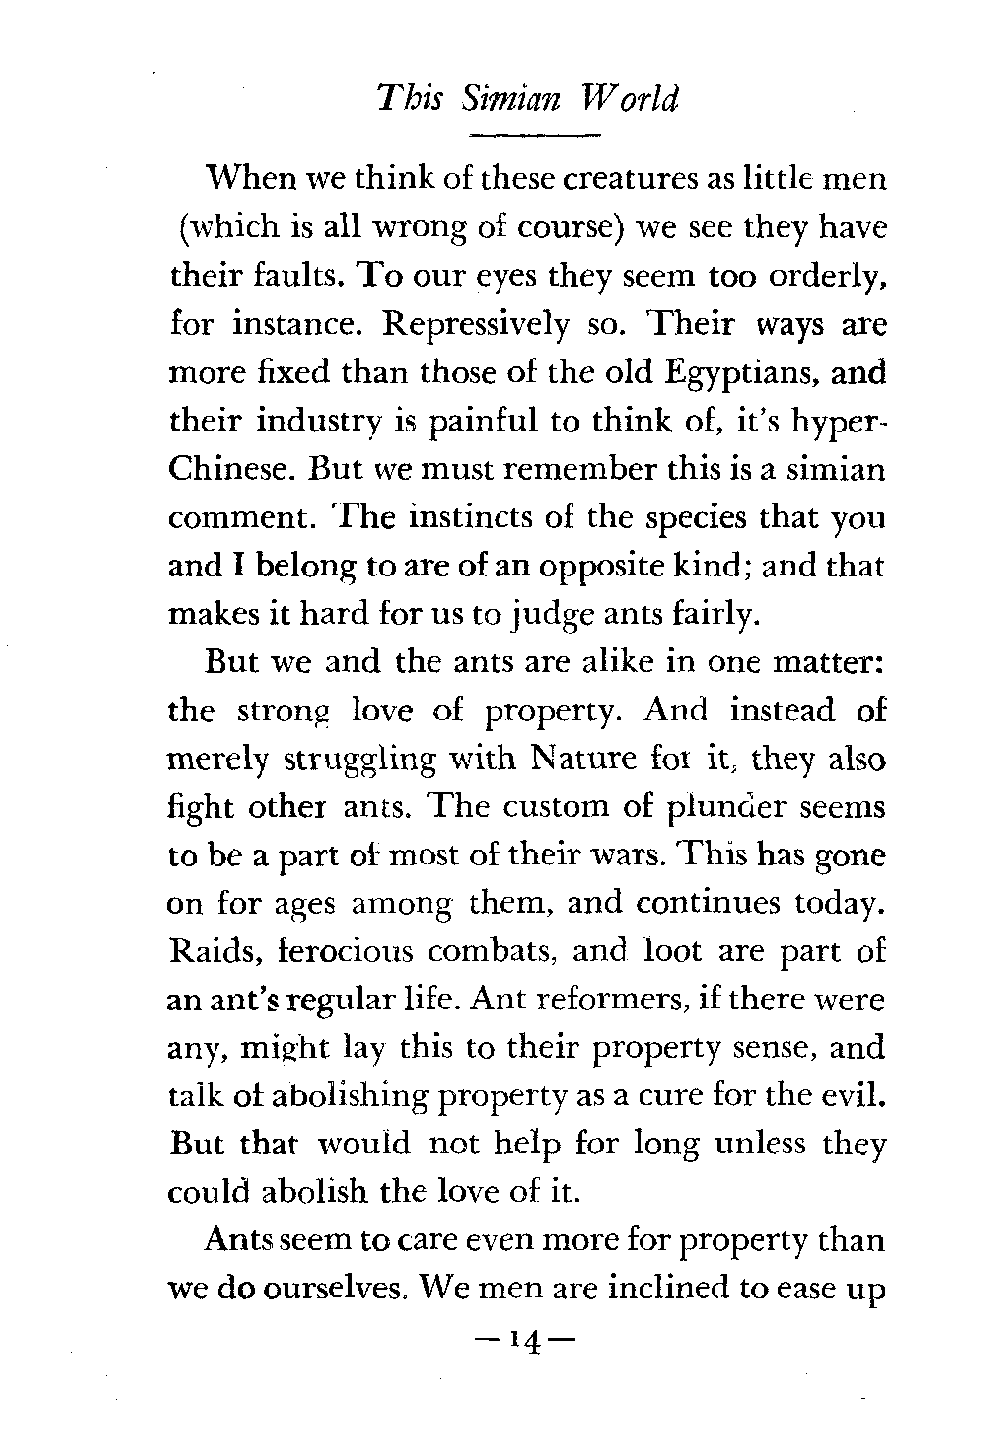 This Simian World
When we think of these creatures as little men
(which is all wrong of course) we see they have
their faults. To our eyes they seem too orderly,
for instance. Repressively so. Their ways are
more fixed than those of the old Egyptians, and
their industry is painful to think of, it's hyper-
Chinese. But we must remember this is a simian
comment. The instincts of the species that you
and I belong to are of an opposite kind; and that
makes it hard for us to judge ants fairly.
But we and the ants are alike in one matter:
the strong love of property. And instead of
merely struggling with Nature for it, they also
fight other ants. The custom of plunder seems
to be a part of most of their wars. This has gone
on for ages among them, and continues today.
Raids, ferocious combats, and loot are part of
an ant's regular life. Ant reformers, if there were
any, might lay this to their property sense, and
talk of abolishing property as a cure for the evil.
But that would not help for long unless they
could abolish the love of it.
Ants seem to care even more for property than
we do ourselves. We men are inclined to ease up
— 14 —